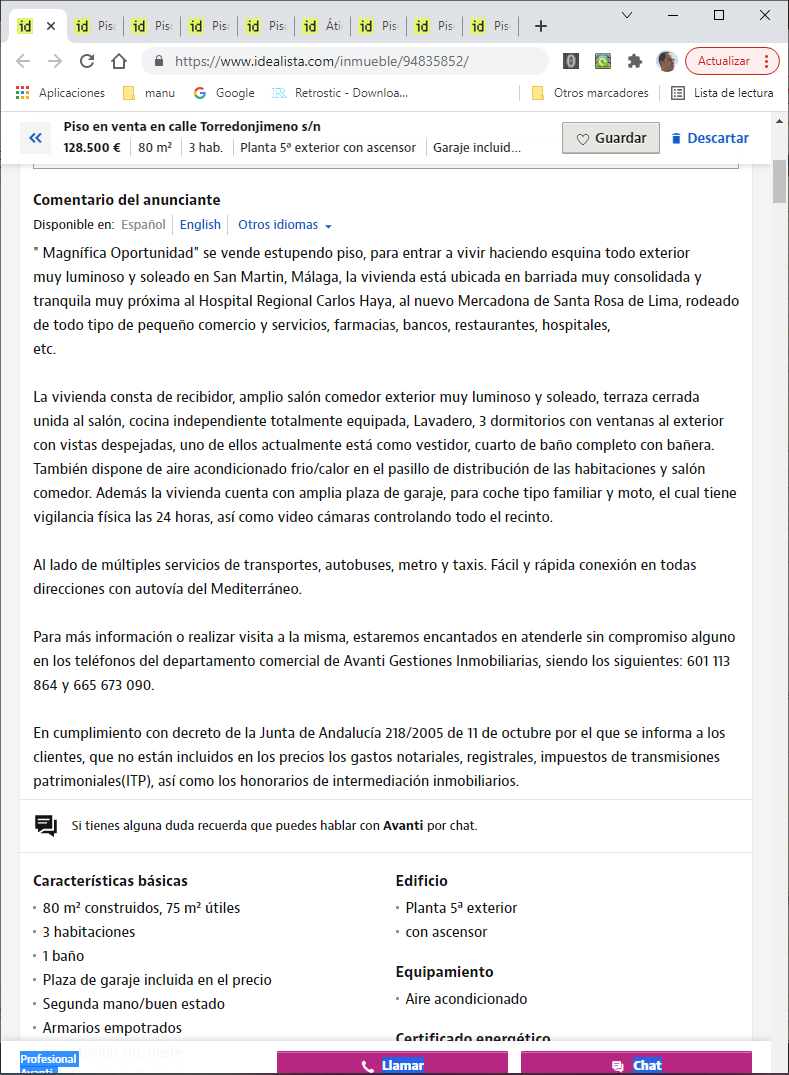 id
id Piso
id Piso
id Piso
id Piso
id Átic
id Piso
id Piso
id Piso
https://www.idealista.com/inmueble/94835852/
Actualizar
Aplicaciones
manu
Google
Retrostic - Downloa...
Otros marcadores
Lista de lectura
Piso en venta en calle Torredonjimeno s/n
128.500 € 80 m² 3 hab. Planta 5ª exterior con ascensor Garaje incluid...
Guardar
Descartar
Comentario del anunciante
Disponible en: Español English Otros idiomas
" Magnífica Oportunidad" se vende estupendo piso, para entrar a vivir haciendo esquina todo exterior
muy luminoso y soleado en San Martin, Málaga, la vivienda está ubicada en barriada muy consolidada y
tranquila muy próxima al Hospital Regional Carlos Haya, al nuevo Mercadona de Santa Rosa de Lima, rodeado
de todo tipo de pequeño comercio y servicios, farmacias, bancos, restaurantes, hospitales,
etc.
La vivienda consta de recibidor, amplio salón comedor exterior muy luminoso y soleado, terraza cerrada
unida al salón, cocina independiente totalmente equipada, Lavadero, 3 dormitorios con ventanas al exterior
con vistas despejadas, uno de ellos actualmente está como vestidor, cuarto de baño completo con bañera.
También dispone de aire acondicionado frio/calor en el pasillo de distribución de las habitaciones y salón
comedor. Además la vivienda cuenta con amplia plaza de garaje, para coche tipo familiar y moto, el cual tiene
vigilancia física las 24 horas, así como video cámaras controlando todo el recinto.
Al lado de múltiples servicios de transportes, autobuses, metro y taxis. Fácil y rápida conexión en todas
direcciones con autovía del Mediterráneo.
Para más información o realizar visita a la misma, estaremos encantados en atenderle sin compromiso alguno
en los teléfonos del departamento comercial de Avanti Gestiones Inmobiliarias, siendo los siguientes: 601 113
864 y 665 673 090.
En cumplimiento con decreto de la Junta de Andalucía 218/2005 de 11 de octubre por el que se informa a los
clientes, que no están incluidos en los precios los gastos notariales, registrales, impuestos de transmisiones
patrimoniales(ITP), así como los honorarios de intermediación inmobiliarios.
Si tienes alguna duda recuerda que puedes hablar con Avanti por chat.
Características básicas
80 m² construidos, 75 m² útiles
3 habitaciones
1 baño
Plaza de garaje incluida en el precio
Segunda mano/buen estado
Armarios empotrados
Edificio
Planta 5ª exterior
con ascensor
Equipamiento
Aire acondicionado
Certificado energético
Profesional
Avanti
Llamar
Chat